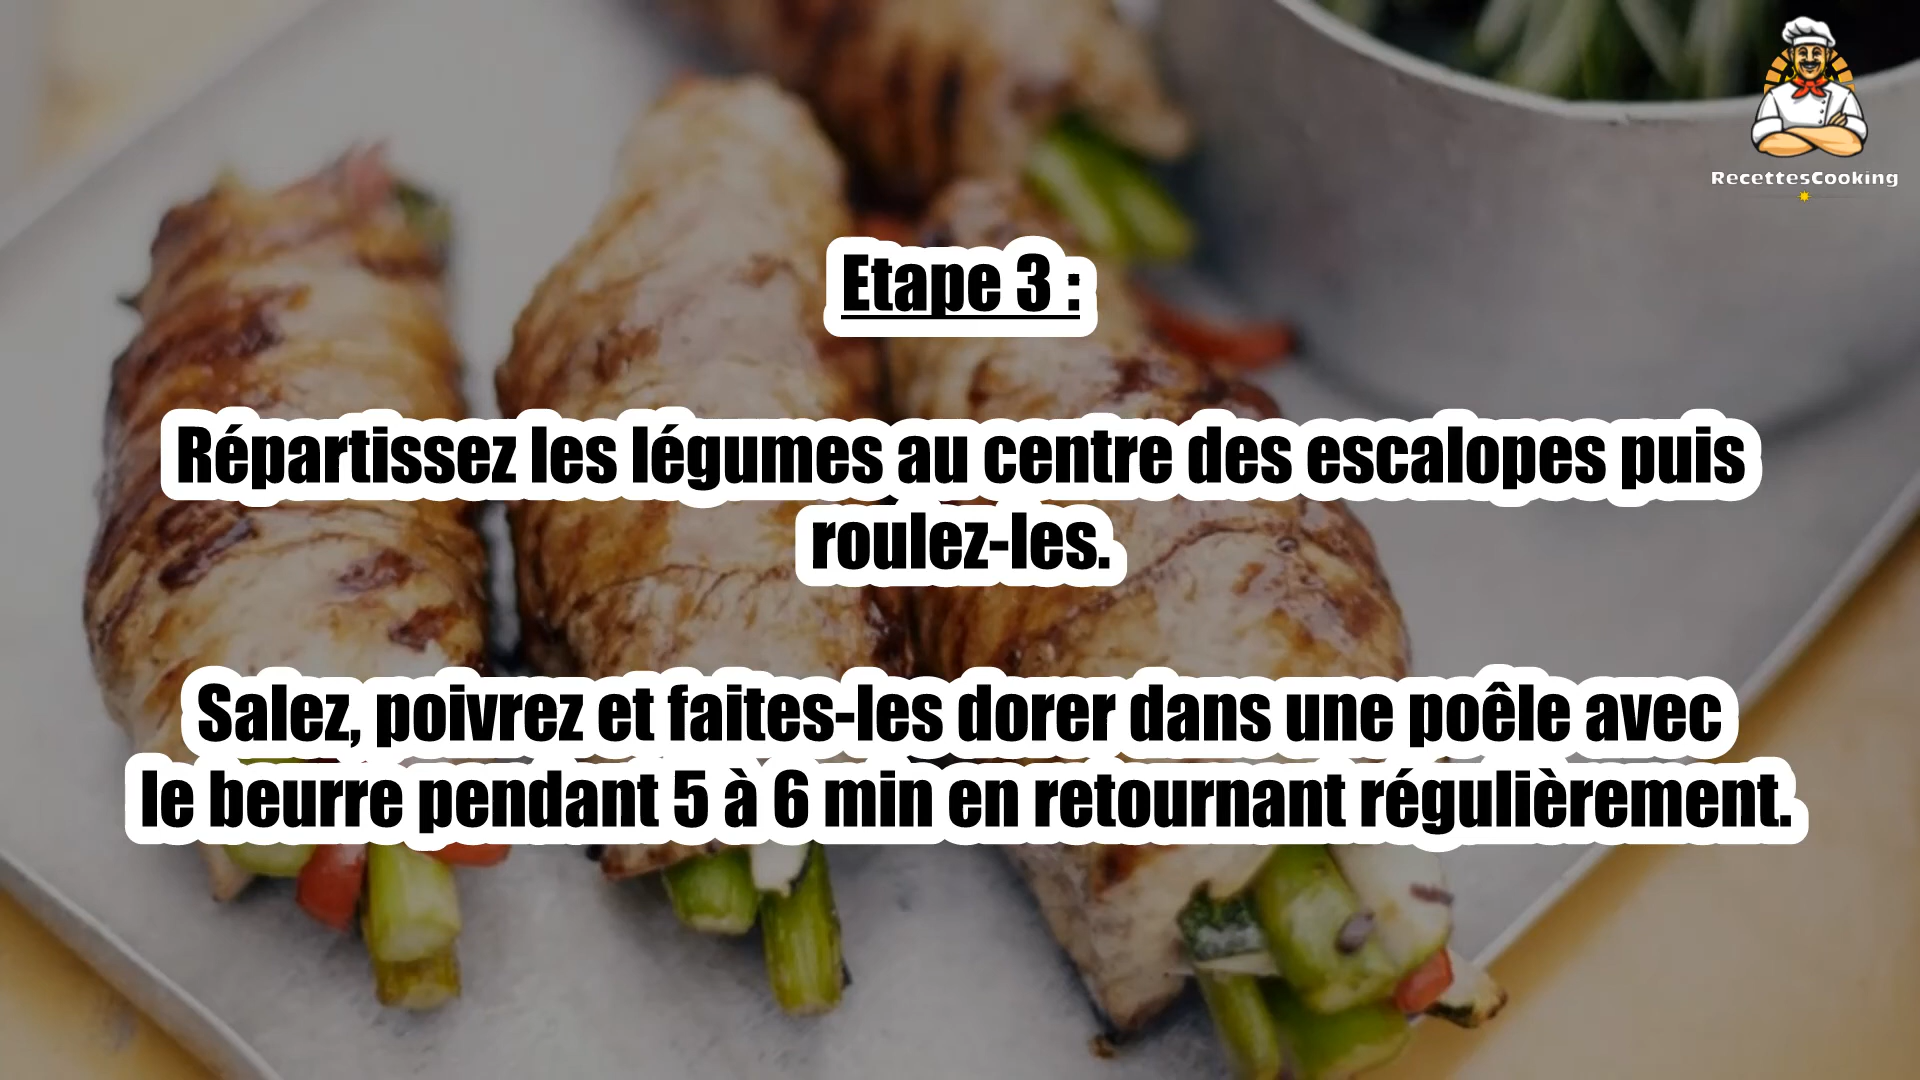 RecettesCooking
Etape 3 :
Répartissez les légumes au centre des escalopes puis
roulez-les.
Salez, poivrez et faites-les dorer dans une poêle avec
le beurre pendant 5 à 6 min en retournant régulièrement.